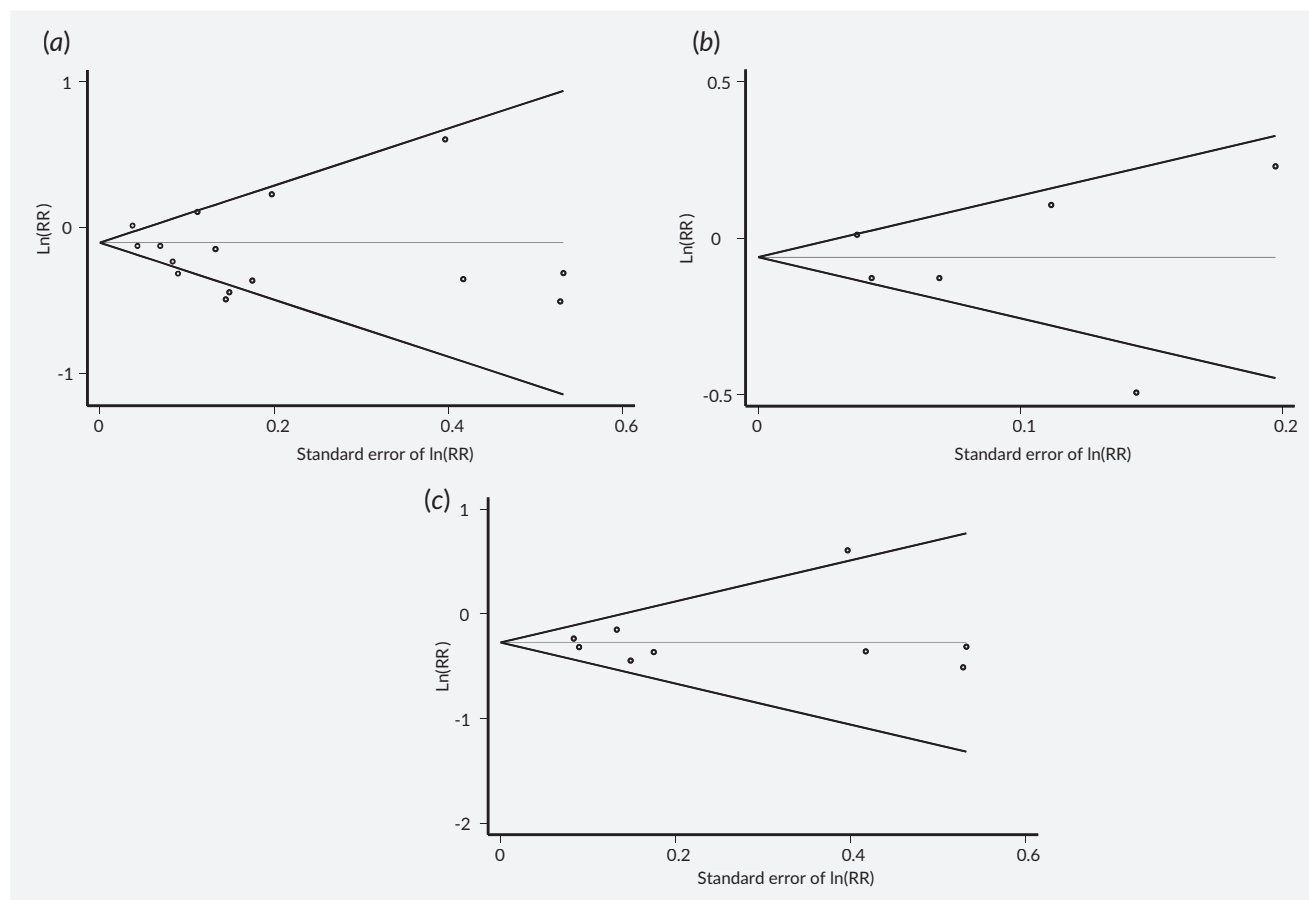 (a)
1
0
-1
Ln(RR)
0 0.2 0.4 0.6
Standard error of ln(RR)
(b)
0.5
0
-0.5
Ln(RR)
0 0.1 0.2
Standard error of ln(RR)
(c)
1
0
-1
-2
Ln(RR)
0 0.2 0.4 0.6
Standard error of ln(RR)